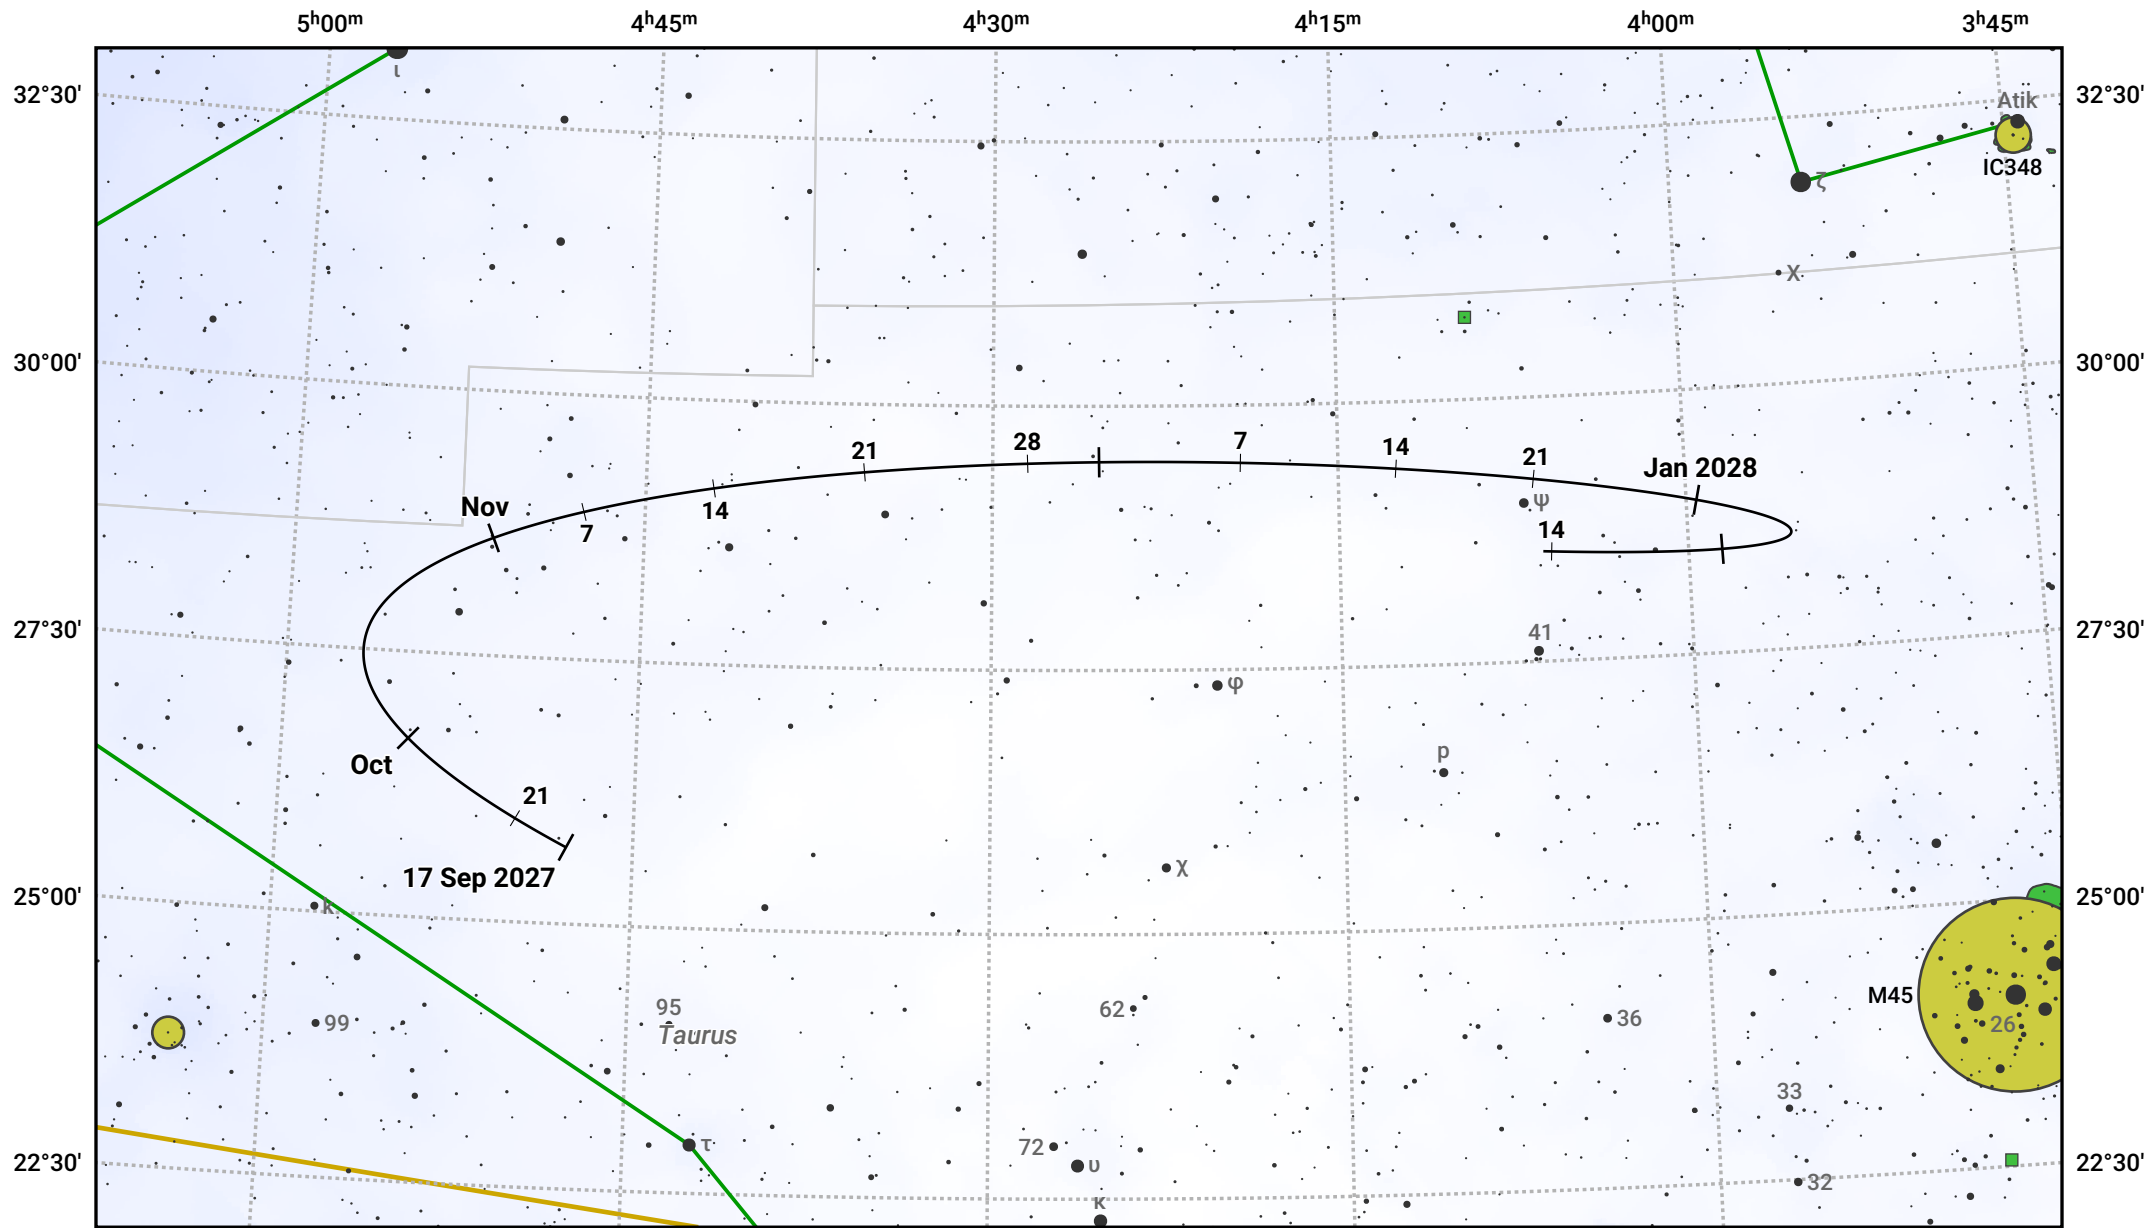 5ʰ00ᵐ 4ʰ45ᵐ 4ʰ30ᵐ 4ʰ15ᵐ 4ʰ00ᵐ 3ʰ45ᵐ
ι
32°30' 32°30'
Atik
IC348
ζ
χ
30°00' 30°00'
21 28 7 14 21
Jan 2028
Nov
7
14
ψ
14
27°30' 27°30'
41
φ
p
Oct
21
17 Sep 2027
χ
25°00' 25°00'
k
M45
99
95
62
36
26
Taurus
33
τ
72
υ
22°30' 22°30'
32
κ